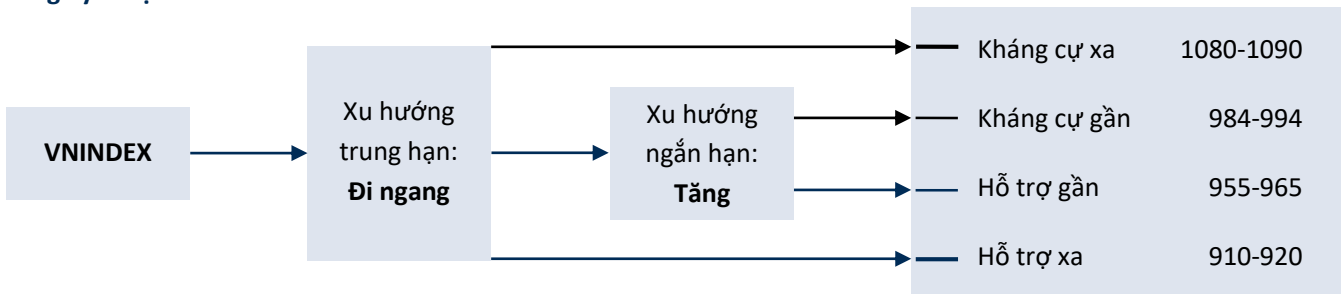 VNINDEX
Xu hướng
trung hạn:
Đi ngang
Xu hướng
ngắn hạn:
Tăng
Kháng cự xa 1080-1090
Kháng cự gần 984-994
Hỗ trợ gần 955-965
Hỗ trợ xa 910-920